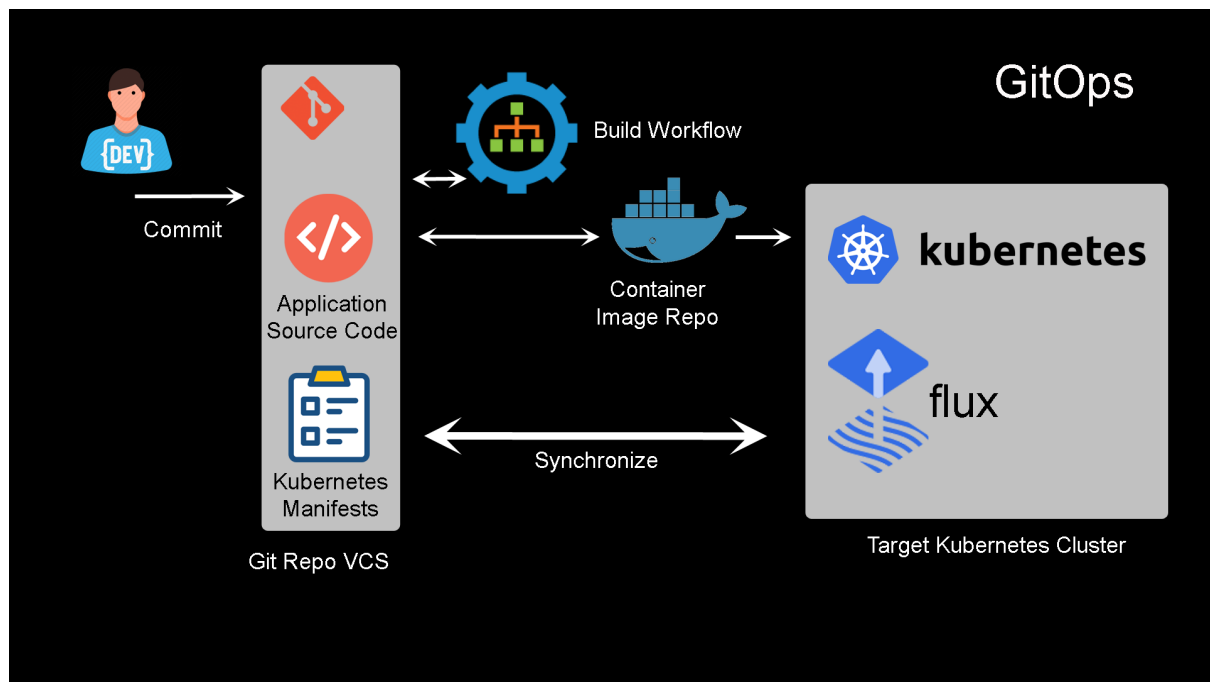 GitOps
{DEV}
Commit
</>
Application
Source Code
Kubernetes
Manifests
Git Repo VCS
Build Workflow
Container
Image Repo
Synchronize
kubernetes
flux
Target Kubernetes Cluster